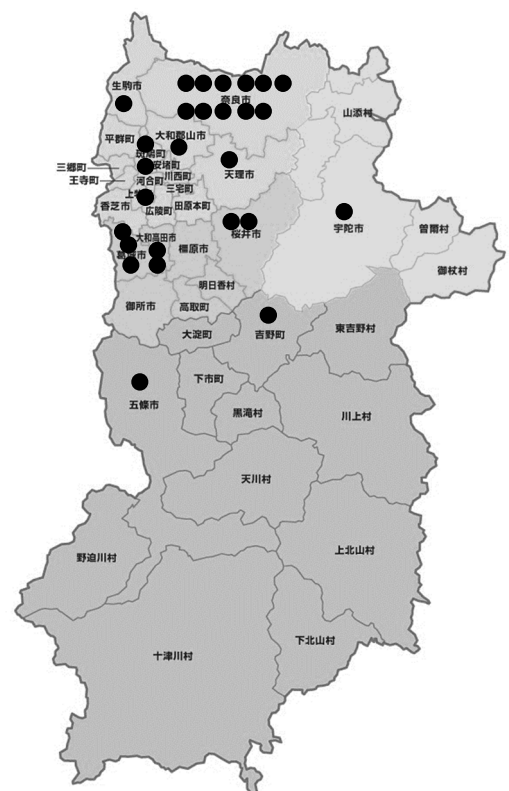 生駒市
奈良市
山添村
平群町
大和郡山市
斑鳩町
安堵町
三郷町
王寺町
河合町
川西町
三宅町
天理市
上
香芝市
広陵町
田原本町
大和高田市
橿原市
桜井市
宇陀市
曽爾村
御杖村
葛城市
明日香村
御所市
高取町
大淀町
吉野町
東吉野村
五條市
下市町
黒滝村
川上村
天川村
野迫川村
上北山村
十津川村
下北山村